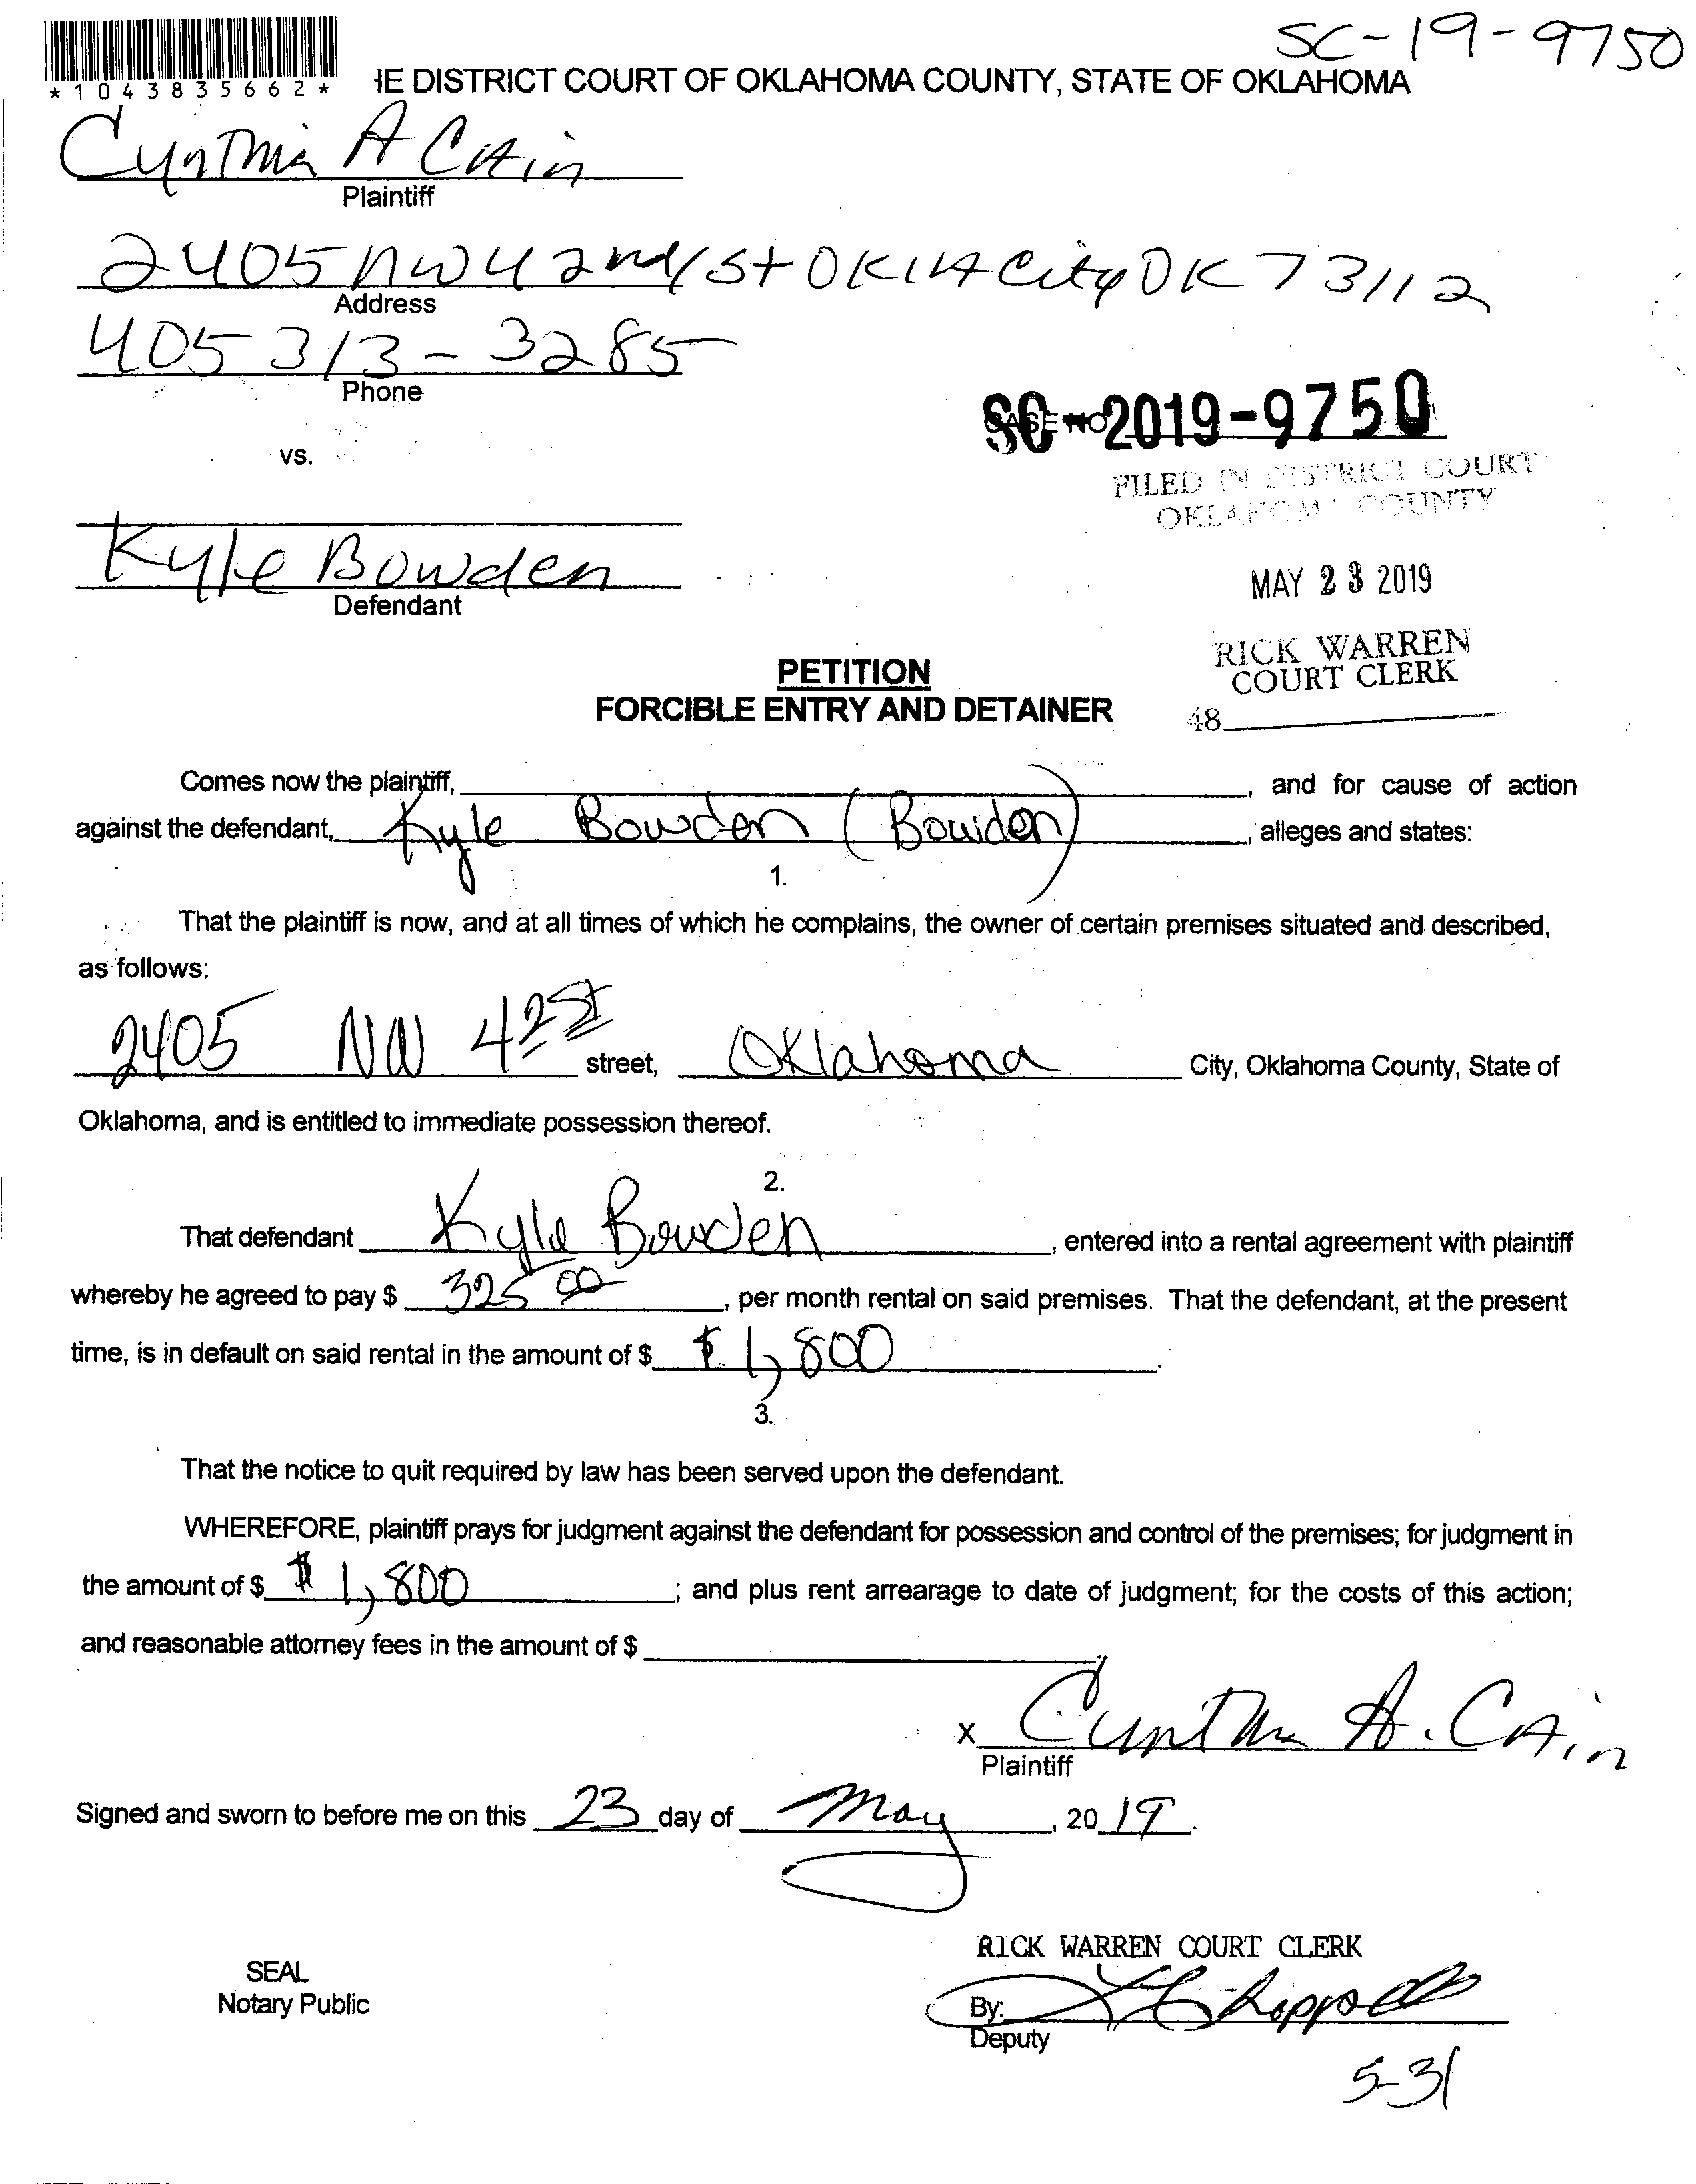 SC-19-9750
*1043835662*
IE DISTRICT COURT OF OKLAHOMA COUNTY, STATE OF OKLAHOMA
Cynthia A CAin
Plaintiff
2405 NW 42nd St OKLA City OK 73112
Address
405 313-3285
Phone
SC-2019-9750
vs.
FILED IN DISTRICT COURT
OKLAHOMA COUNTY
Kyle Bowden
Defendant
MAY 23 2019
RICK WARREN
COURT CLERK
48
PETITION
FORCIBLE ENTRY AND DETAINER
Comes now the plaintiff, , and for cause of action
against the defendant, Kyle Bowden (Bowden) , alleges and states:
1.
That the plaintiff is now, and at all times of which he complains, the owner of certain premises situated and described,
as follows:
2405 NW 42st street, Oklahoma City, Oklahoma County, State of
Oklahoma, and is entitled to immediate possession thereof.
2.
That defendant Kyle Bowden , entered into a rental agreement with plaintiff
whereby he agreed to pay $ 325 00 , per month rental on said premises. That the defendant, at the present
time, is in default on said rental in the amount of $ $1,800 .
3.
That the notice to quit required by law has been served upon the defendant.
WHEREFORE, plaintiff prays for judgment against the defendant for possession and control of the premises; for judgment in
the amount of $ $1,800 ; and plus rent arrearage to date of judgment; for the costs of this action;
and reasonable attorney fees in the amount of $
x Cynthia A. CAin
Plaintiff
Signed and sworn to before me on this 23 day of May , 2019.
RICK WARREN COURT CLERK
SEAL
Notary Public
By:
Deputy
5-31